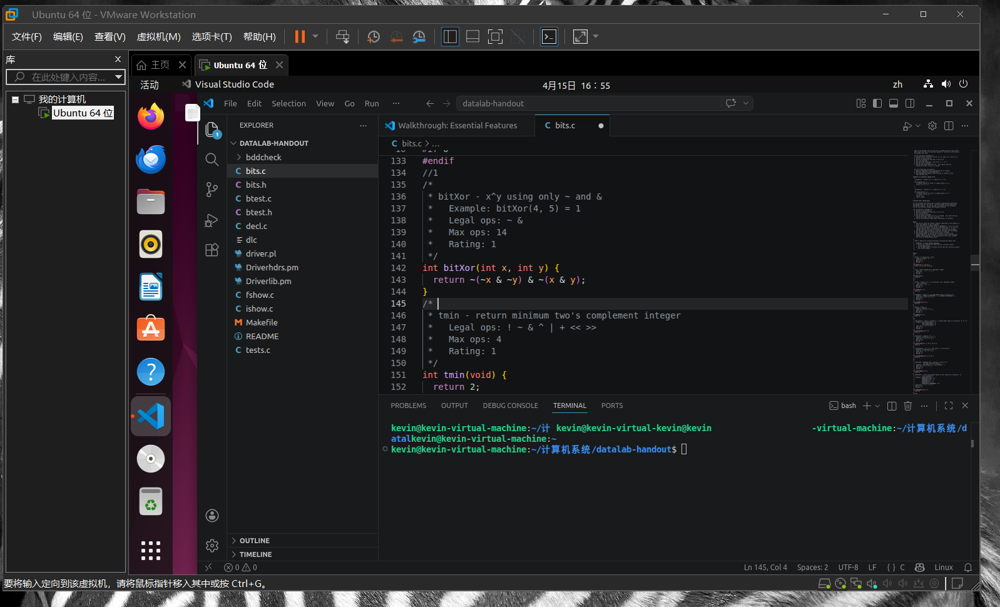 Ubuntu 64 位 - VMware Workstation
文件(F) 编辑(E) 查看(V) 虚拟机(M) 选项卡(T) 帮助(H)
库
在此处键入内容...
我的计算机
Ubuntu 64 位
主页
Ubuntu 64 位
活动
Visual Studio Code
4月15日 16:55
zh
File Edit Selection View Go Run ···
datalab-handout
EXPLORER
DATALAB-HANDOUT
bddcheck
bits.c
bits.h
btest.c
btest.h
decl.c
dlc
driver.pl
Driverhdrs.pm
Driverlib.pm
fshow.c
ishow.c
Makefile
README
tests.c
OUTLINE
TIMELINE
1
Walkthrough: Essential Features
bits.c
bits.c > ...
133 #endif
134 //1
135 /*
136 * bitXor - x^y using only ~ and &
137 * Example: bitXor(4, 5) = 1
138 * Legal ops: ~ &
139 * Max ops: 14
140 * Rating: 1
141 */
142 int bitXor(int x, int y) {
143 return ~(~x & ~y) & ~(x & y);
144 }
145 /*
146 * tmin - return minimum two's complement integer
147 * Legal ops: ! ~ & ^ | + << >>
148 * Max ops: 4
149 * Rating: 1
150 */
151 int tmin(void) {
152 return 2;
PROBLEMS OUTPUT DEBUG CONSOLE TERMINAL PORTS
bash
kevin@kevin-virtual-machine:~/计 kevin@kevin-virtual-kevin@kevin -virtual-machine:~/计算机系统/d
atalkevin@kevin-virtual-machine:~
kevin@kevin-virtual-machine:~/计算机系统/datalab-handout$
0 0
Ln 145, Col 4 Spaces: 2 UTF-8 LF { } C Linux
要将输入定向到该虚拟机，请将鼠标指针移入其中或按 Ctrl+G。